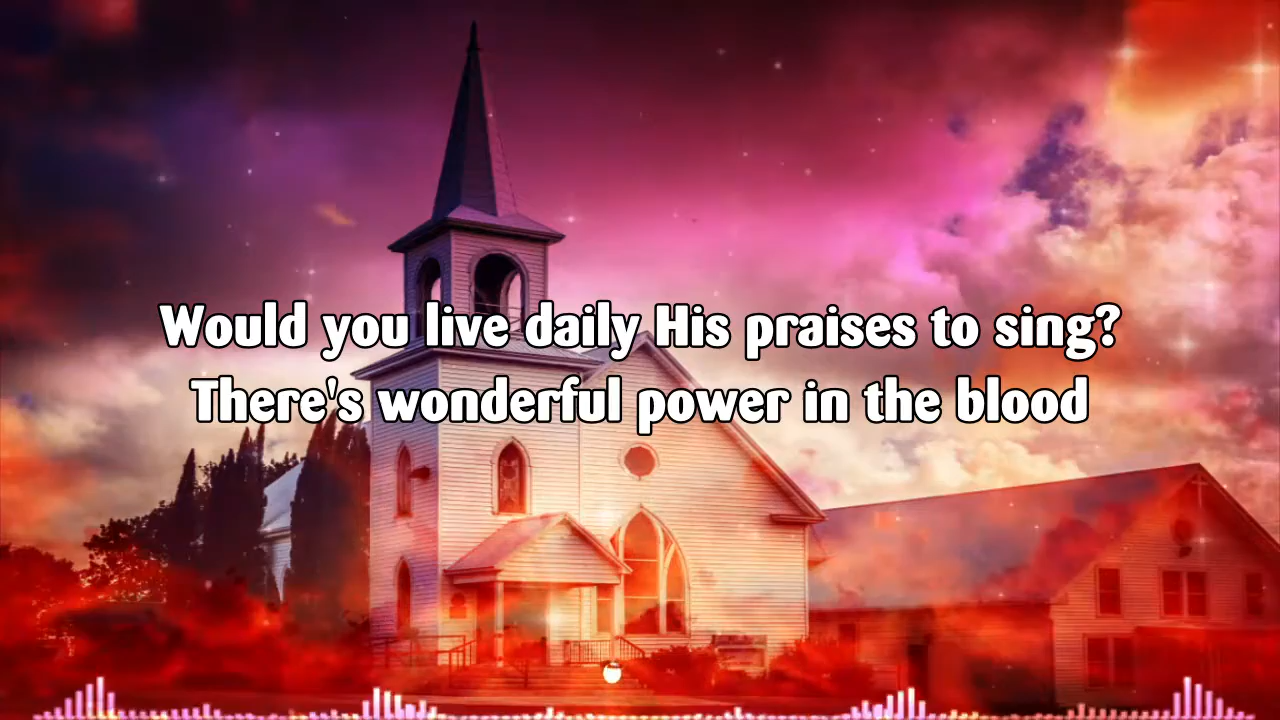 Would you live daily His praises to sing?
There's wonderful power in the blood